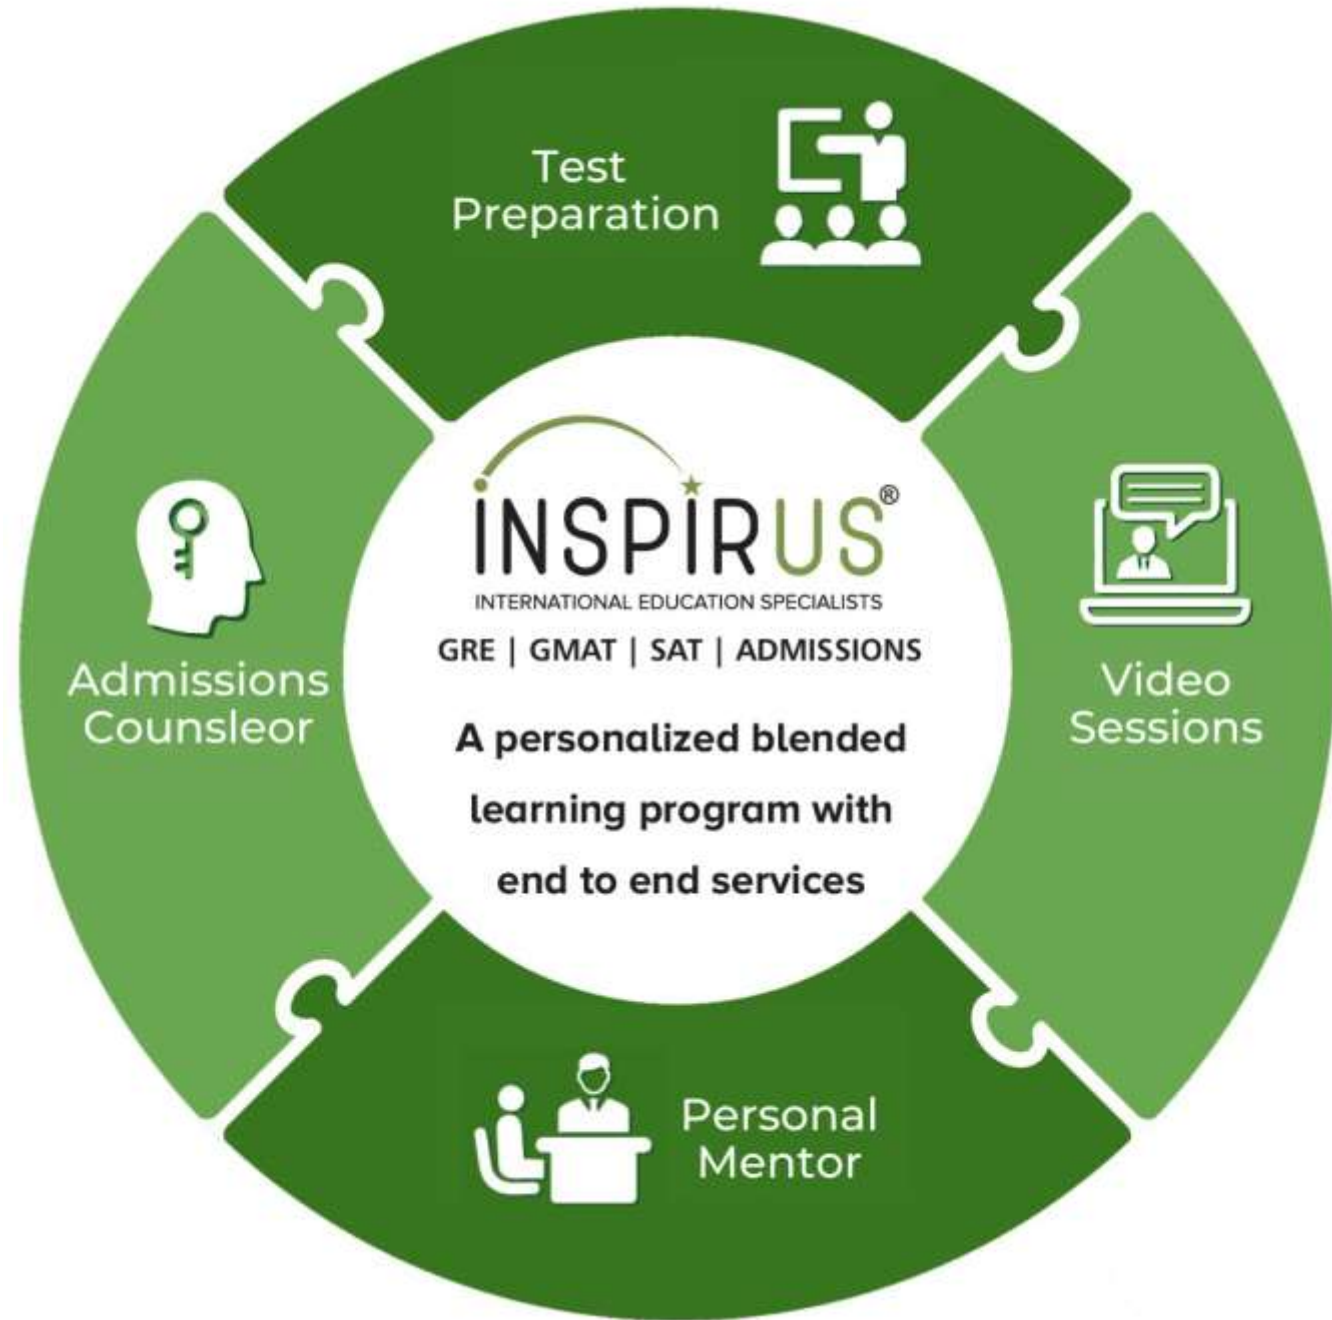 Test
Preparation
INSPIRUS®
INTERNATIONAL EDUCATION SPECIALISTS
GRE | GMAT | SAT | ADMISSIONS
A personalized blended
learning program with
end to end services
Admissions
Counsleor
Video
Sessions
Personal
Mentor